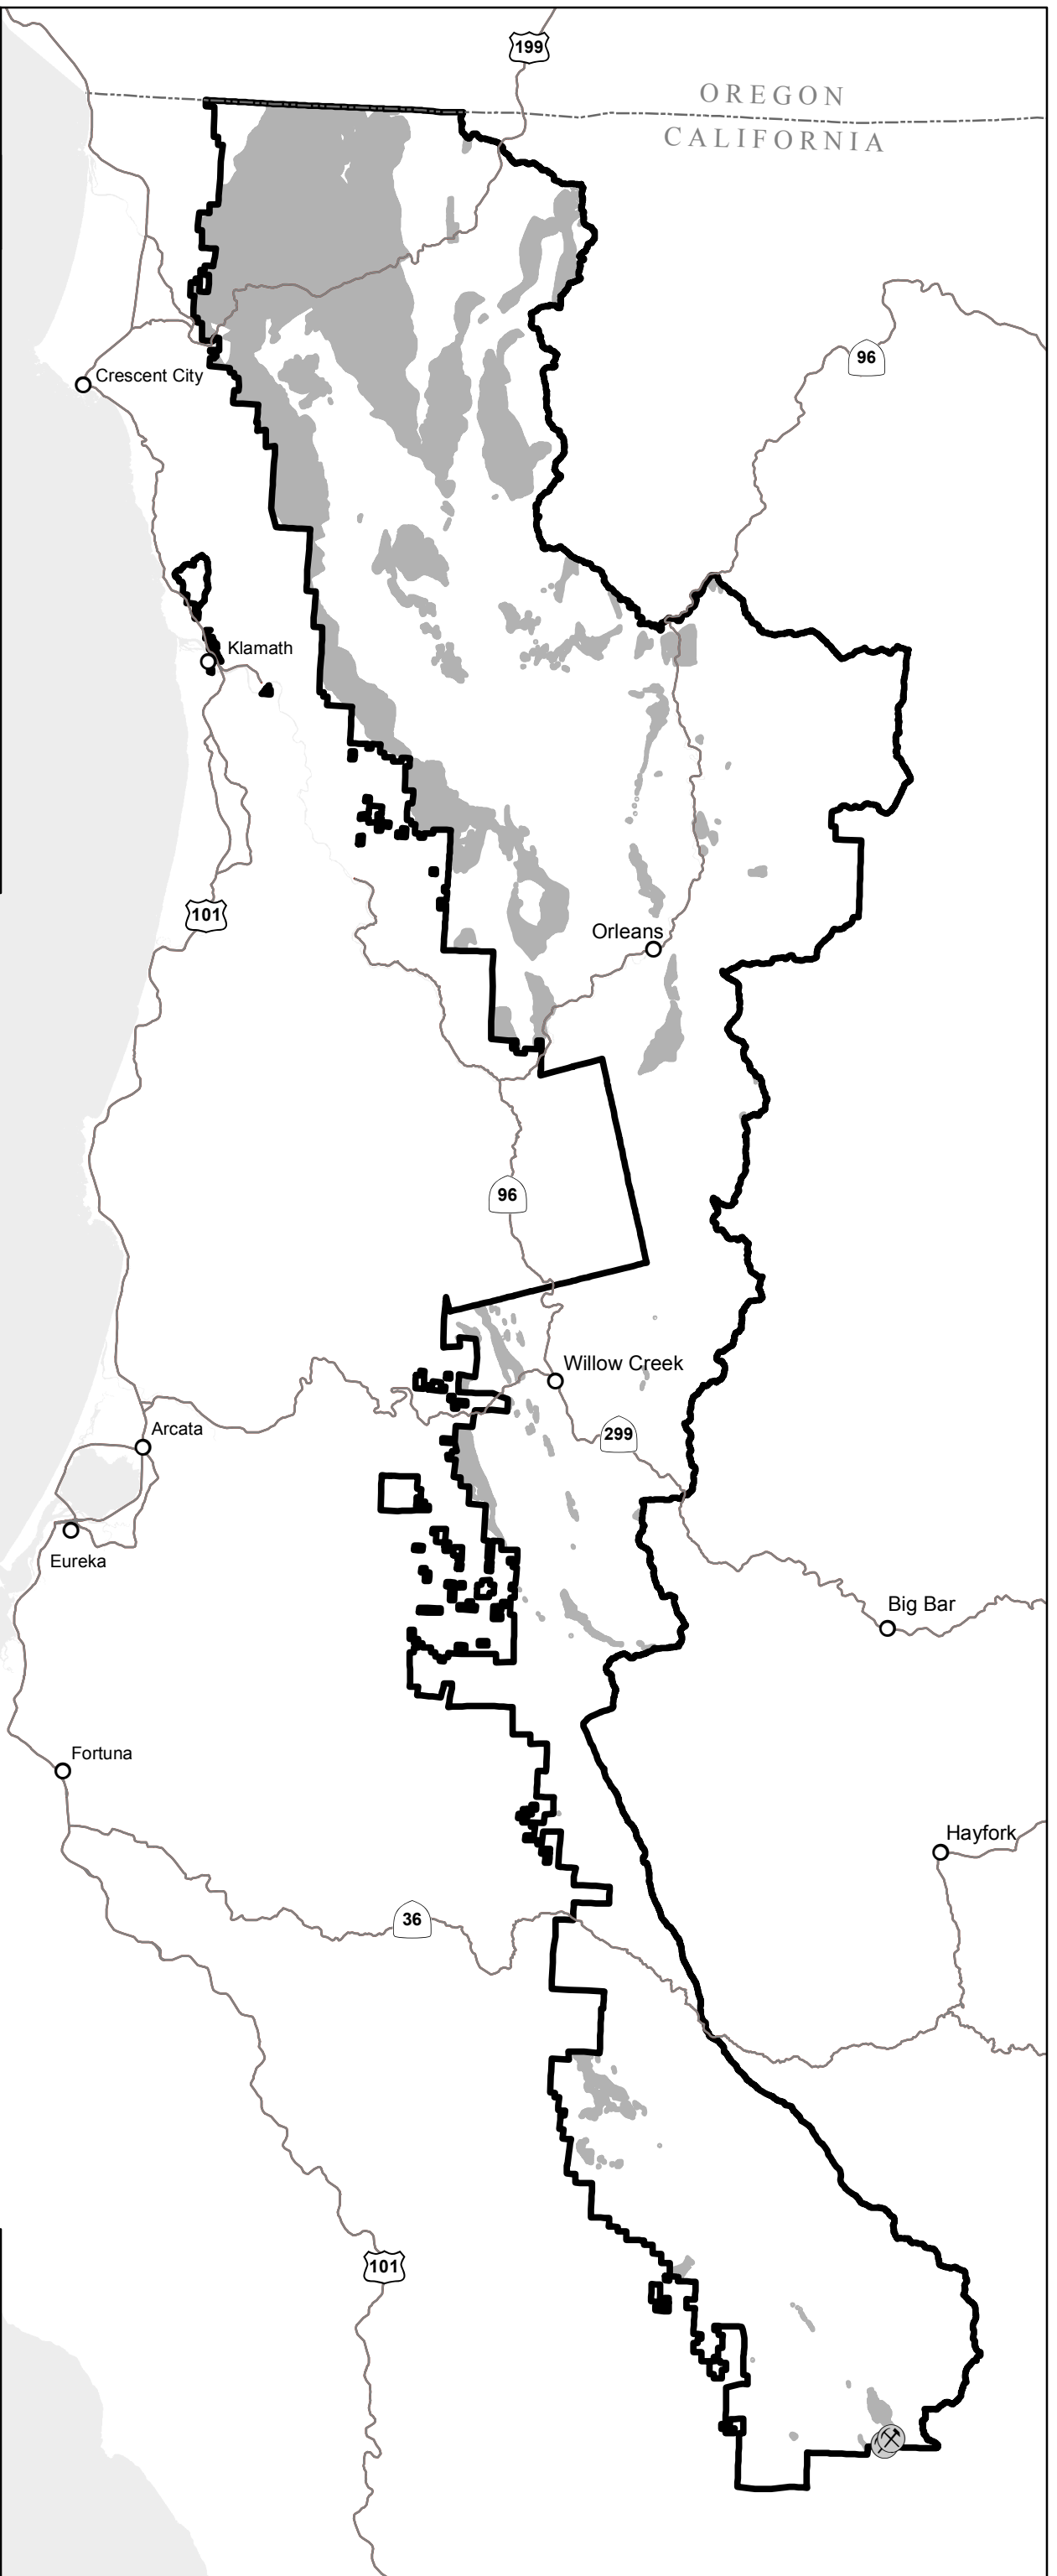 199
OREGON
CALIFORNIA
96
Crescent City
Klamath
101
Orleans
96
Willow Creek
Arcata
299
Eureka
Big Bar
Fortuna
Hayfork
36
101